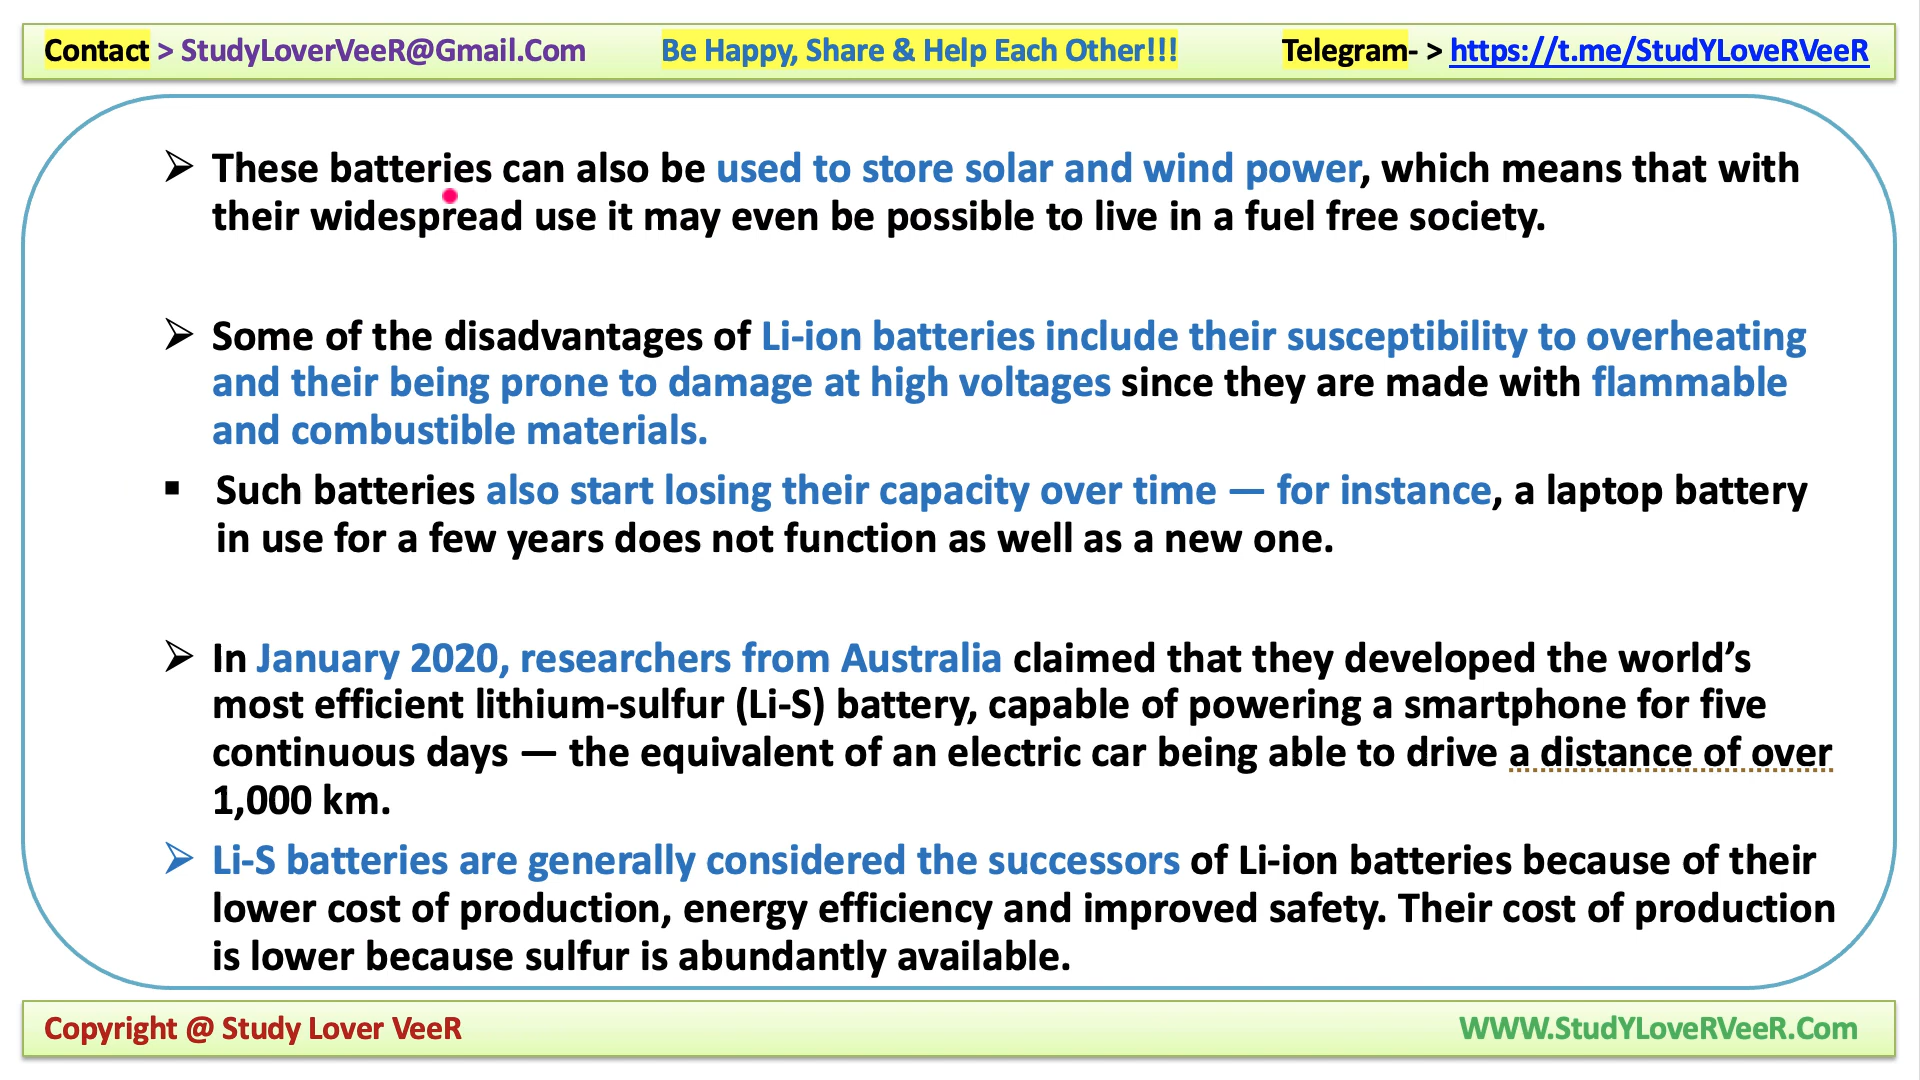 Contact > StudyLoverVeeR@Gmail.Com Be Happy, Share & Help Each Other!!! Telegram- > https://t.me/StudYLoveRVeeR
➢ These batteries can also be used to store solar and wind power, which means that with
their widespread use it may even be possible to live in a fuel free society.
➢ Some of the disadvantages of Li-ion batteries include their susceptibility to overheating
and their being prone to damage at high voltages since they are made with flammable
and combustible materials.
▪ Such batteries also start losing their capacity over time — for instance, a laptop battery
in use for a few years does not function as well as a new one.
➢ In January 2020, researchers from Australia claimed that they developed the world’s
most efficient lithium-sulfur (Li-S) battery, capable of powering a smartphone for five
continuous days — the equivalent of an electric car being able to drive a distance of over
1,000 km.
➢ Li-S batteries are generally considered the successors of Li-ion batteries because of their
lower cost of production, energy efficiency and improved safety. Their cost of production
is lower because sulfur is abundantly available.
Copyright @ Study Lover VeeR WWW.StudYLoveRVeeR.Com